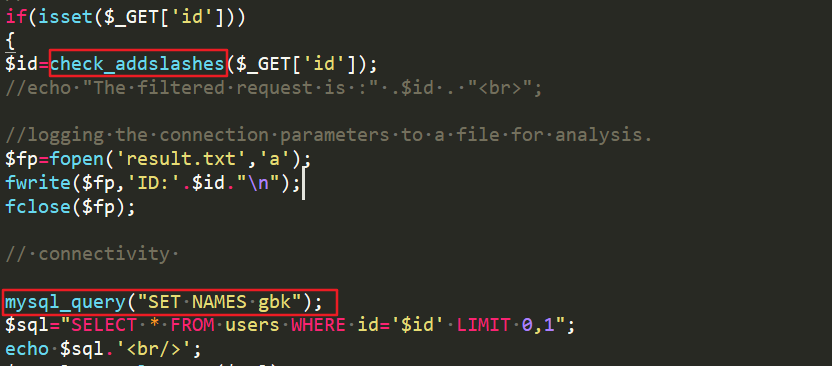 if(isset($_GET['id']))
{
$id=check_addslashes($_GET['id']);
//echo "The filtered request is :" .$id . "<br>";
//logging the connection parameters to a file for analysis.
$fp=fopen('result.txt','a');
fwrite($fp,'ID:'.$id."\n");
fclose($fp);
// connectivity
mysql_query("SET NAMES gbk");
$sql="SELECT * FROM users WHERE id='$id' LIMIT 0,1";
echo $sql.'<br/>';